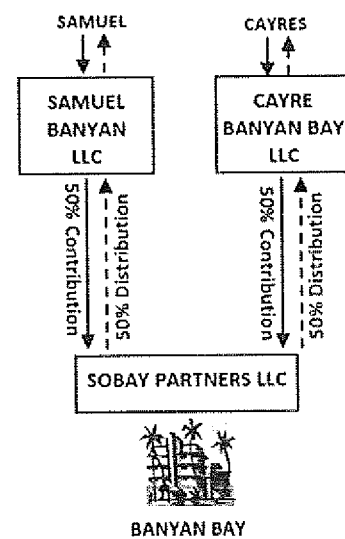 SAMUEL
CAYRES
SAMUEL
BANYAN
LLC
CAYRE
BANYAN BAY
LLC
50% Contribution
50% Distribution
50% Contribution
50% Distribution
SOBAY PARTNERS LLC
BANYAN BAY